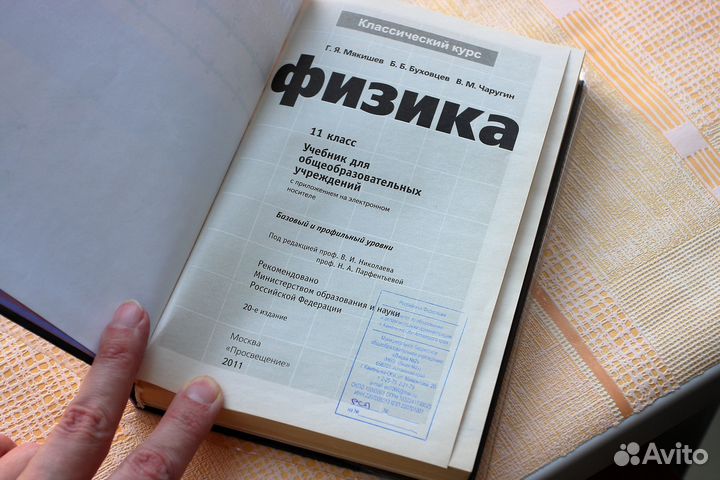 Классический курс
Г. Я. Мякишев Б. Б. Буховцев В. М. Чаругин
физика
11 класс
Учебник для
общеобразовательных
учреждений
с приложением на электронном
носителе
Базовый и профильный уровни
Под редакцией проф. В. И. Николаева
проф. Н. А. Парфентьевой
Рекомендовано
Министерством образования и науки
Российской Федерации
20-е издание
Москва
«Просвещение»
2011
Avito